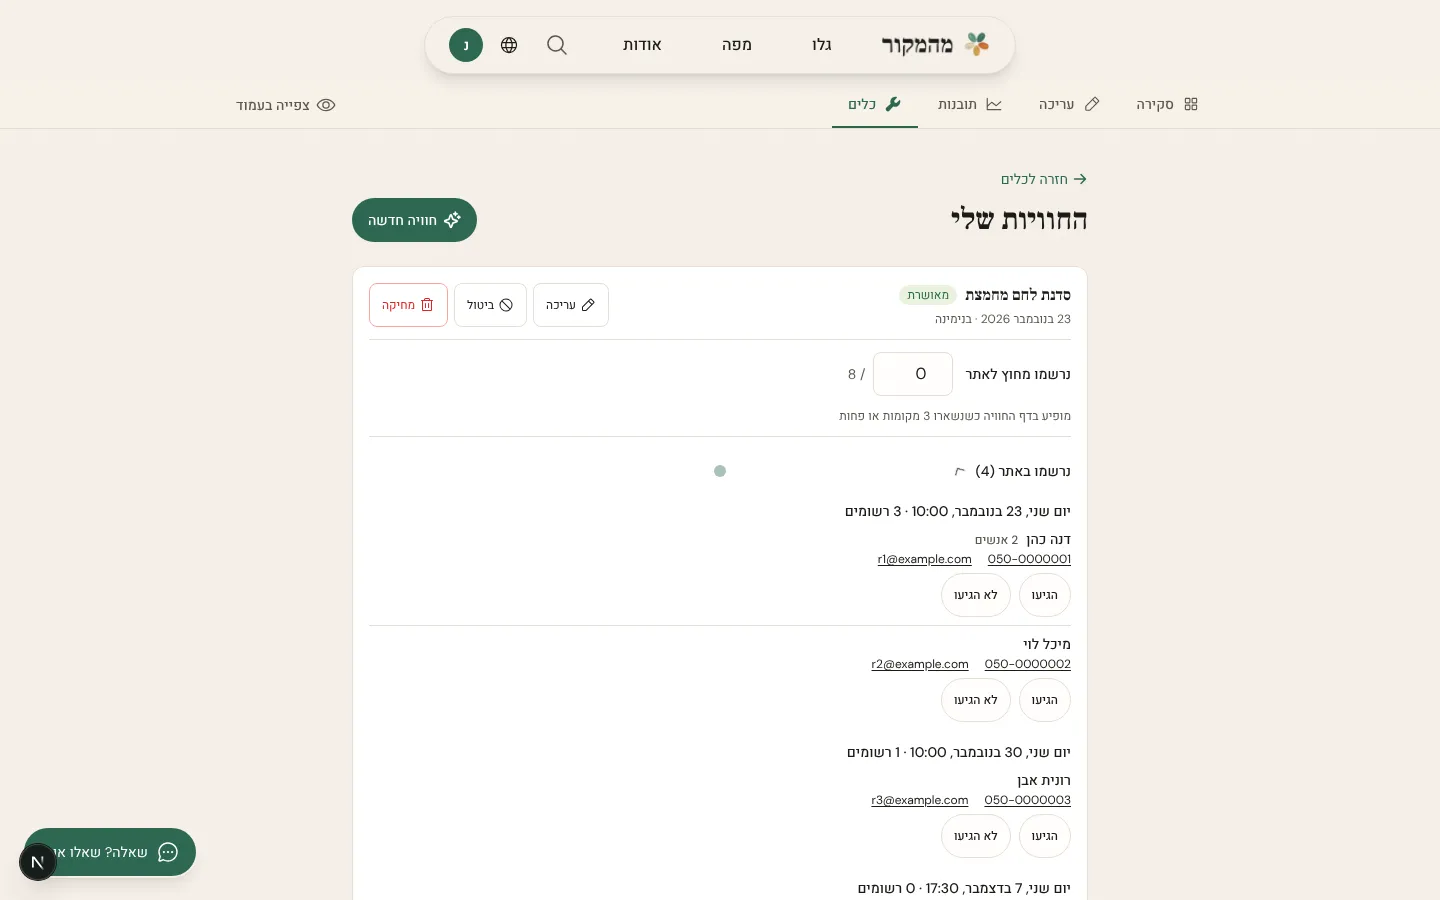 מהמקור
גלו
מפה
אודות
נ
סקירה
עריכה
תובנות
כלים
צפייה בעמוד
חזרה לכלים
החוויות שלי
חוויה חדשה
סדנת לחם מחמצת
מאושרת
עריכה
ביטול
מחיקה
23 בנובמבר 2026 · בנימינה
נרשמו מחוץ לאתר 0 / 8
מופיע בדף החוויה כשנשארו 3 מקומות או פחות
נרשמו באתר (4)
יום שני, 23 בנובמבר, 10:00 · 3 רשומים
דנה כהן 2 אנשים
050-0000001 r1@example.com
הגיעו
לא הגיעו
מיכל לוי
050-0000002 r2@example.com
הגיעו
לא הגיעו
יום שני, 30 בנובמבר, 10:00 · 1 רשומים
רונית אבן
050-0000003 r3@example.com
הגיעו
לא הגיעו
יום שני, 7 בדצמבר, 17:30 · 0 רשומים
שאלה? שאלו
N